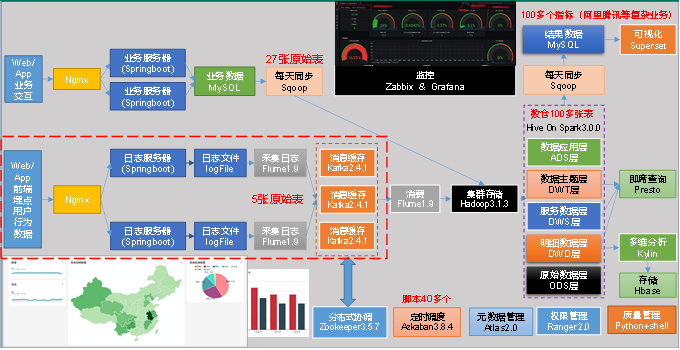 100多个指标（阿里腾讯等复杂业务）
Web/
App
业务
交互
Nginx
业务服务器
(Springboot)
业务服务器
(Springboot)
业务数据
MySQL
27张原始表
每天同步
Sqoop
监控
Zabbix & Grafana
结果数据
MySQL
可视化
Superset
每天同步
Sqoop
数仓100多张表
Hive On Spark3.0.0
数据应用层
ADS层
数据主题层
DWT层
服务数据层
DWS层
明细数据层
DWD层
原始数据层
ODS层
即席查询
Presto
多维分析
Kylin
存储
Hbase
Web/
App
前端
埋点
用户
行为
数据
Nginx
日志服务器
(Springboot)
日志文件
logFile
采集日志
Flume1.9
日志服务器
(Springboot)
日志文件
logFile
采集日志
Flume1.9
5张原始表
消息缓存
Kafka2.4.1
消息缓存
Kafka2.4.1
消息缓存
Kafka2.4.1
消费
Flume1.9
集群存储
Hadoop3.1.3
脚本40多个
分布式协调
Zookeeper3.5.7
定时调度
Azkaban3.8.4
元数据管理
Atlas2.0
权限管理
Ranger2.0
质量管理
Python+shell